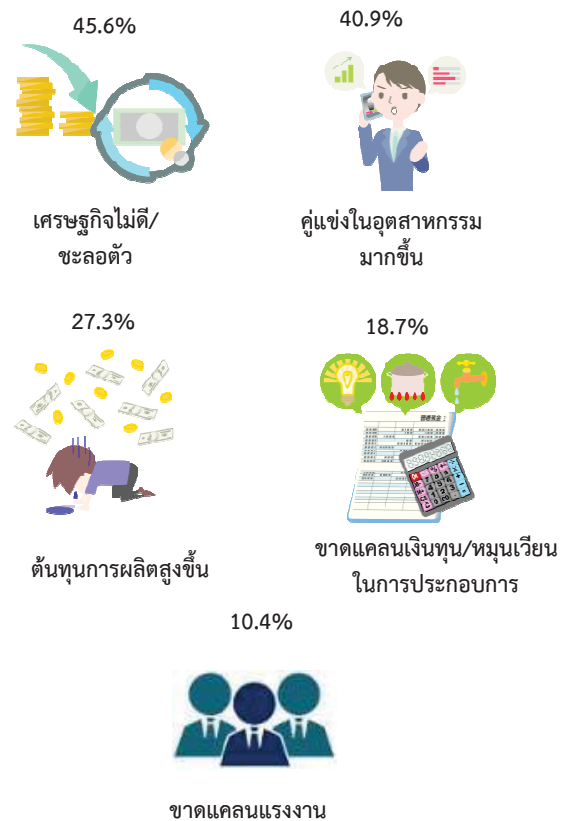 45.6%
40.9%
เศรษฐกิจไม่ดี/
ชะลอตัว
คู่แข่งในอุตสาหกรรม
มากขึ้น
27.3%
18.7%
ต้นทุนการผลิตสูงขึ้น
ขาดแคลนเงินทุน/หมุนเวียน
ในการประกอบการ
10.4%
ขาดแคลนแรงงาน